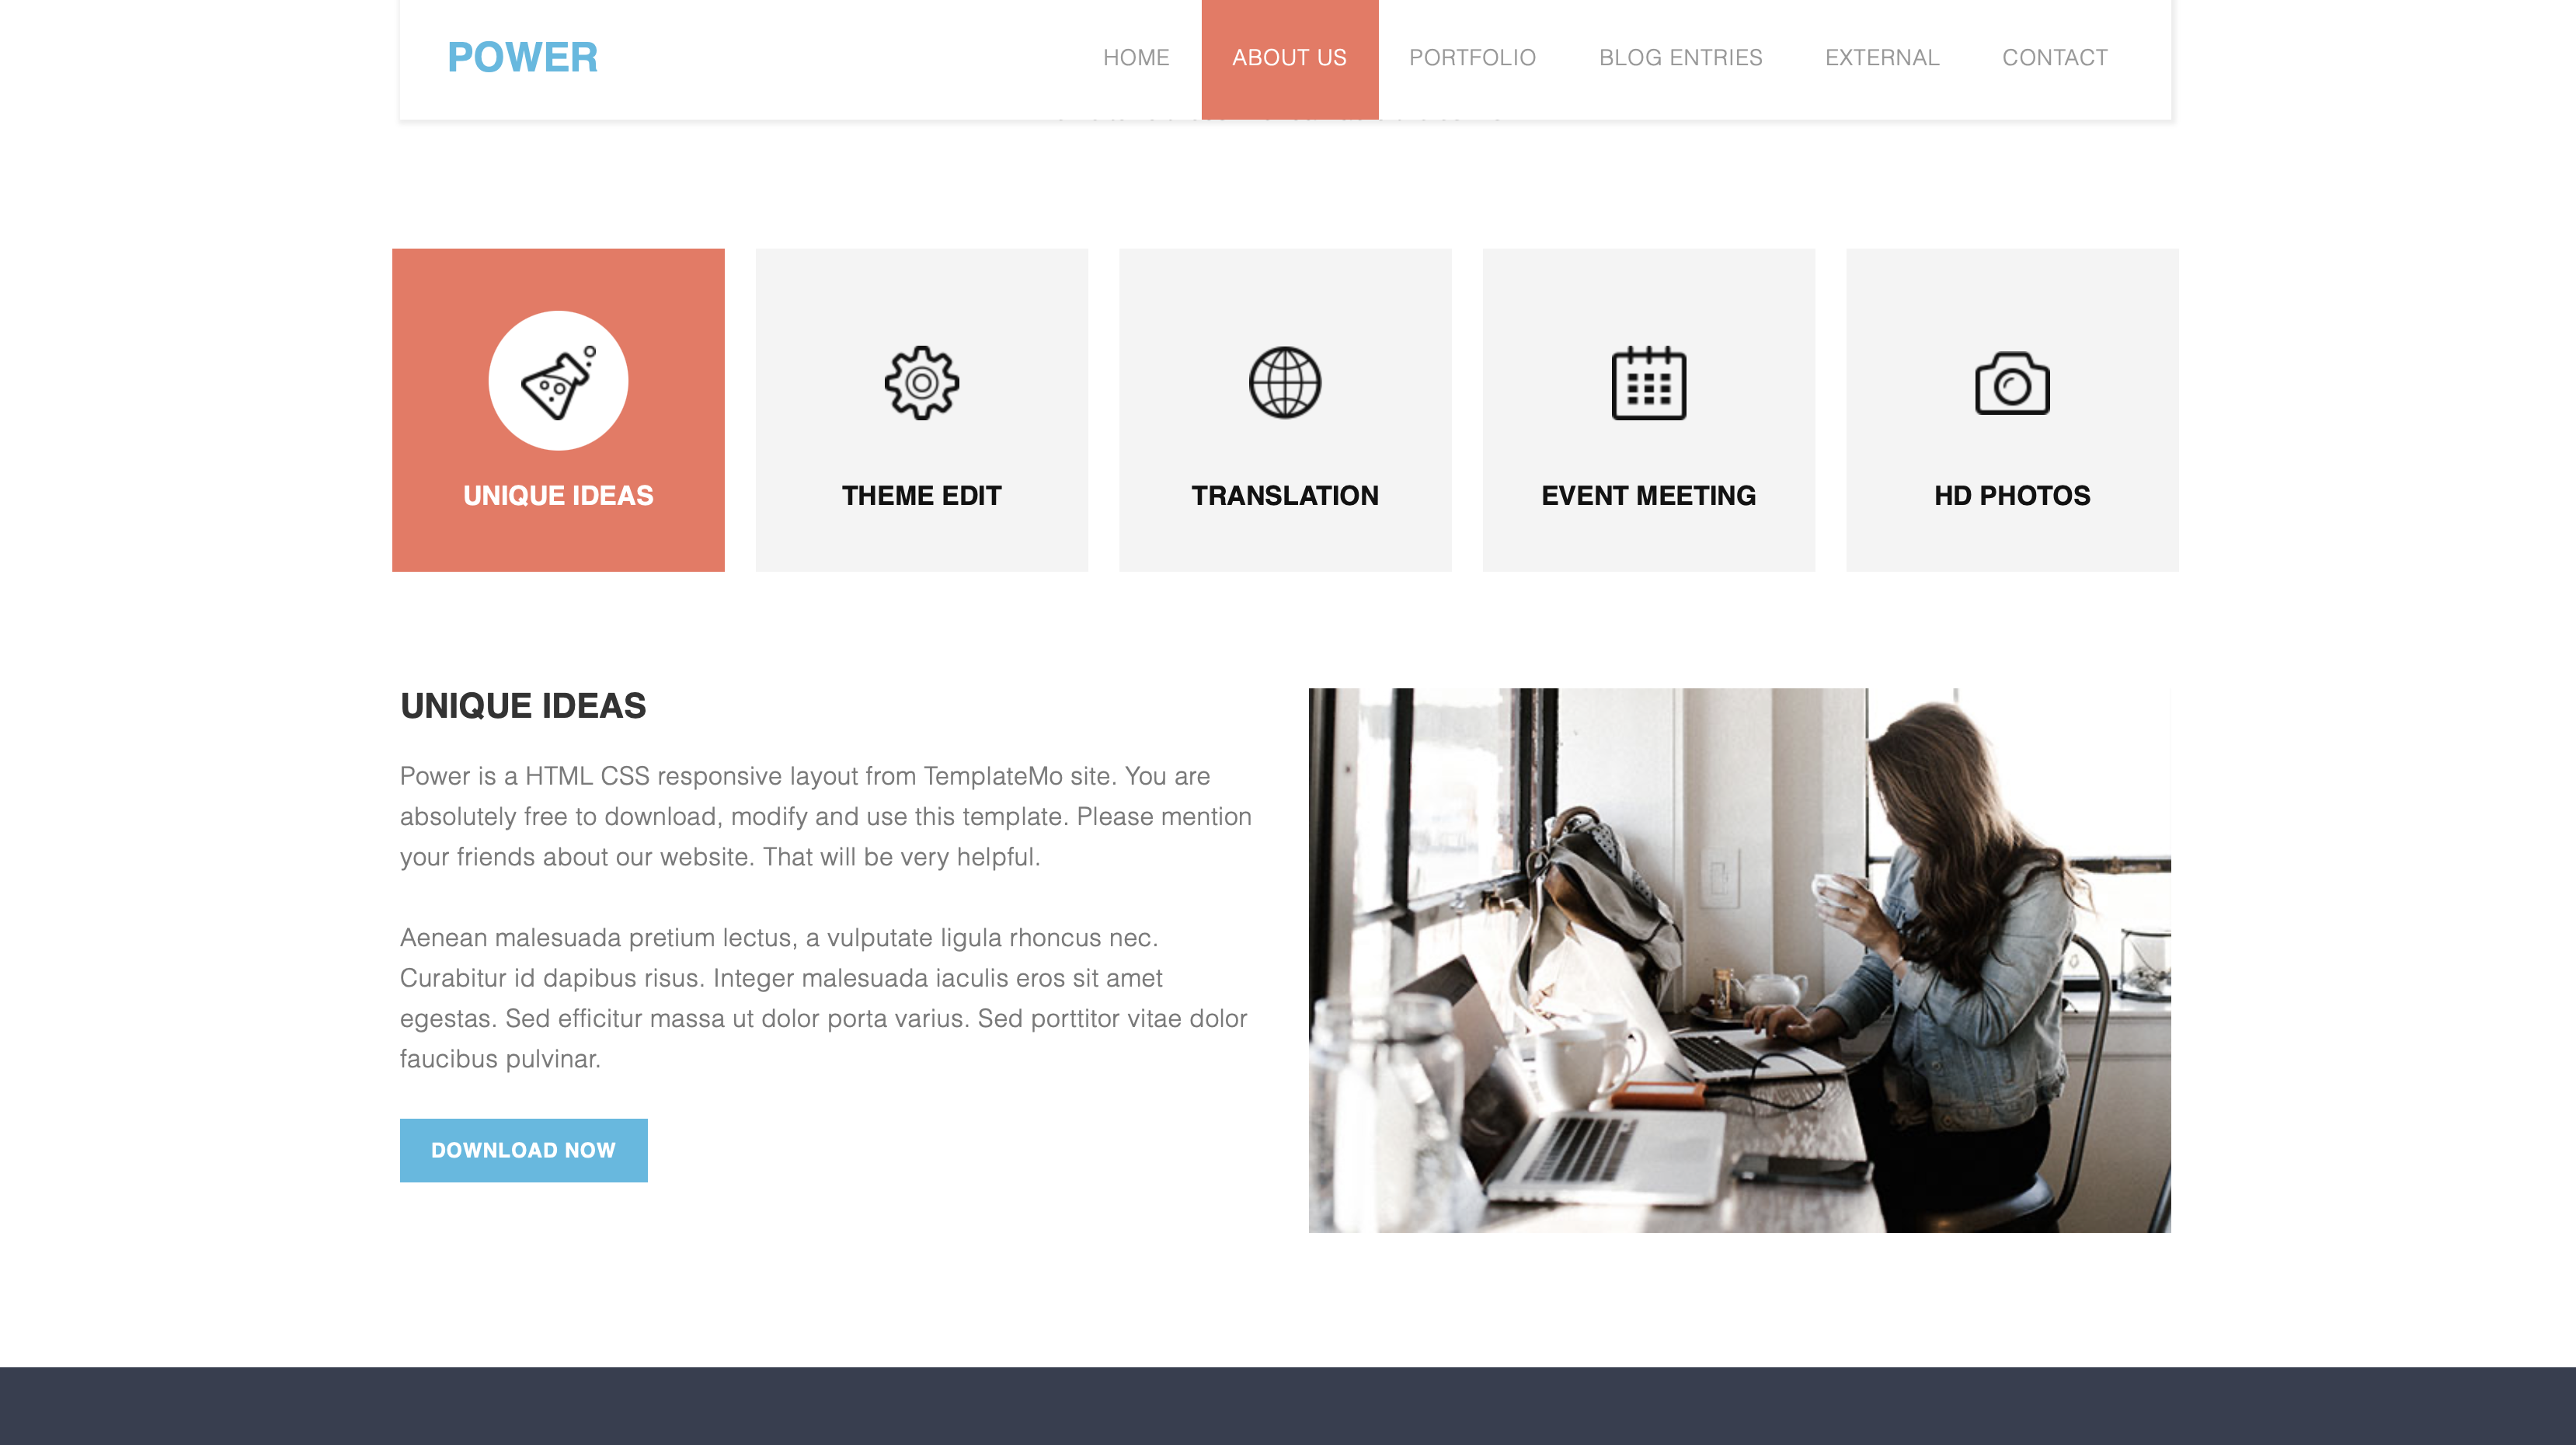 POWER
HOME
ABOUT US
PORTFOLIO
BLOG ENTRIES
EXTERNAL
CONTACT
UNIQUE IDEAS
THEME EDIT
TRANSLATION
EVENT MEETING
HD PHOTOS
UNIQUE IDEAS
Power is a HTML CSS responsive layout from TemplateMo site. You are
absolutely free to download, modify and use this template. Please mention
your friends about our website. That will be very helpful.
Aenean malesuada pretium lectus, a vulputate ligula rhoncus nec.
Curabitur id dapibus risus. Integer malesuada iaculis eros sit amet
egestas. Sed efficitur massa ut dolor porta varius. Sed porttitor vitae dolor
faucibus pulvinar.
DOWNLOAD NOW